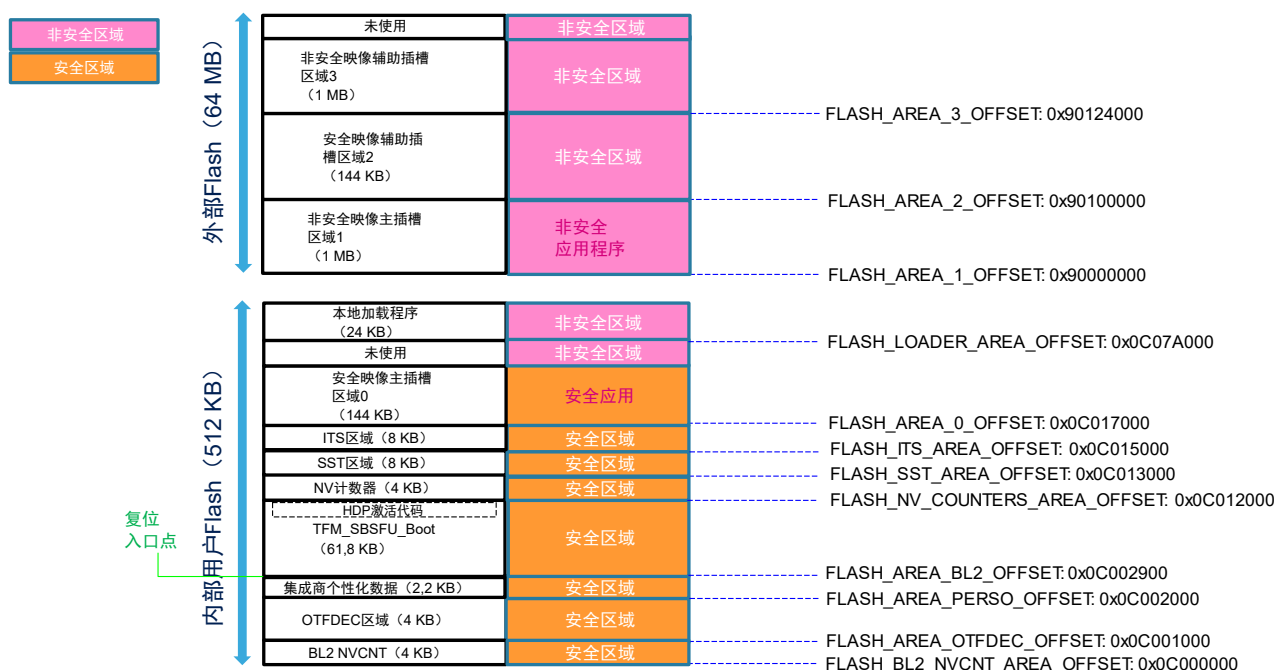 非安全区域
安全区域
外部Flash（64 MB）
未使用
非安全区域
非安全映像辅助插槽
区域3
（1 MB）
非安全区域
FLASH_AREA_3_OFFSET: 0x90124000
安全映像辅助插
槽区域2
（144 KB）
非安全区域
FLASH_AREA_2_OFFSET: 0x90100000
非安全映像主插槽
区域1
（1 MB）
非安全
应用程序
FLASH_AREA_1_OFFSET: 0x90000000
内部用户Flash（512 KB）
本地加载程序
（24 KB）
非安全区域
FLASH_LOADER_AREA_OFFSET: 0x0C07A000
未使用
非安全区域
安全映像主插槽
区域0
（144 KB）
安全应用
FLASH_AREA_0_OFFSET: 0x0C017000
ITS区域（8 KB）
安全区域
FLASH_ITS_AREA_OFFSET: 0x0C015000
SST区域（8 KB）
安全区域
FLASH_SST_AREA_OFFSET: 0x0C013000
NV计数器（4 KB）
安全区域
FLASH_NV_COUNTERS_AREA_OFFSET: 0x0C012000
HDP激活代码
TFM_SBSFU_Boot
（61,8 KB）
安全区域
复位
入口点
FLASH_AREA_BL2_OFFSET: 0x0C002900
集成商个性化数据（2,2 KB）
安全区域
FLASH_AREA_PERSO_OFFSET: 0x0C002000
OTFDEC区域（4 KB）
安全区域
FLASH_AREA_OTFDEC_OFFSET: 0x0C001000
BL2 NVCNT（4 KB）
安全区域
FLASH_BL2_NVCNT_AREA_OFFSET: 0x0C000000